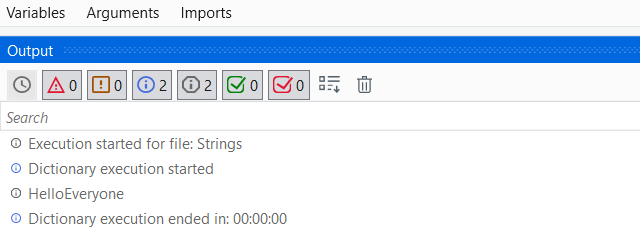 Variables Arguments Imports
Output
0 0 2 2 0 0
Search
Execution started for file: Strings
Dictionary execution started
HelloEveryone
Dictionary execution ended in: 00:00:00